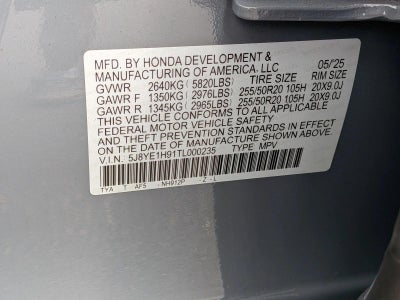 MFD. BY HONDA DEVELOPMENT & 05/'25
MANUFACTURING OF AMERICA, LLC
GVWR 2640KG (5820LBS) TIRE SIZE RIM SIZE
GAWR F 1350KG (2976LBS) 255/50R20 105H 20X9.0J
GAWR R 1345KG (2965LBS) 255/50R20 105H 20X9.0J
THIS VEHICLE CONFORMS TO ALL APPLICABLE
FEDERAL MOTOR VEHICLE SAFETY
AND THEFT PREVENTION STANDARDS IN EFFECT
ON THE DATE OF MANUFACTURE SHOWN ABOVE.
V.I.N. 5J8YE1H91TL000235 TYPE MPV
TYA 1 AF5 NH912P Z - L